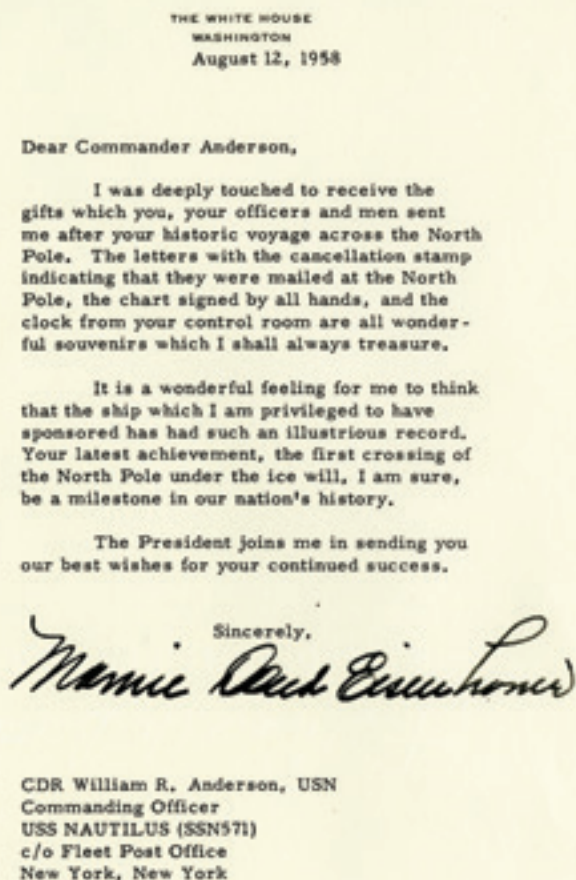 THE WHITE HOUSE
WASHINGTON
August 12, 1958
Dear Commander Anderson,
I was deeply touched to receive the
gifts which you, your officers and men sent
me after your historic voyage across the North
Pole. The letters with the cancellation stamp
indicating that they were mailed at the North
Pole, the chart signed by all hands, and the
clock from your control room are all wonder-
ful souvenirs which I shall always treasure.
It is a wonderful feeling for me to think
that the ship which I am privileged to have
sponsored has had such an illustrious record.
Your latest achievement, the first crossing of
the North Pole under the ice will, I am sure,
be a milestone in our nation's history.
The President joins me in sending you
our best wishes for your continued success.
Sincerely,
Mamie Doud Eisenhower
CDR William R. Anderson, USN
Commanding Officer
USS NAUTILUS (SSN571)
c/o Fleet Post Office
New York, New York